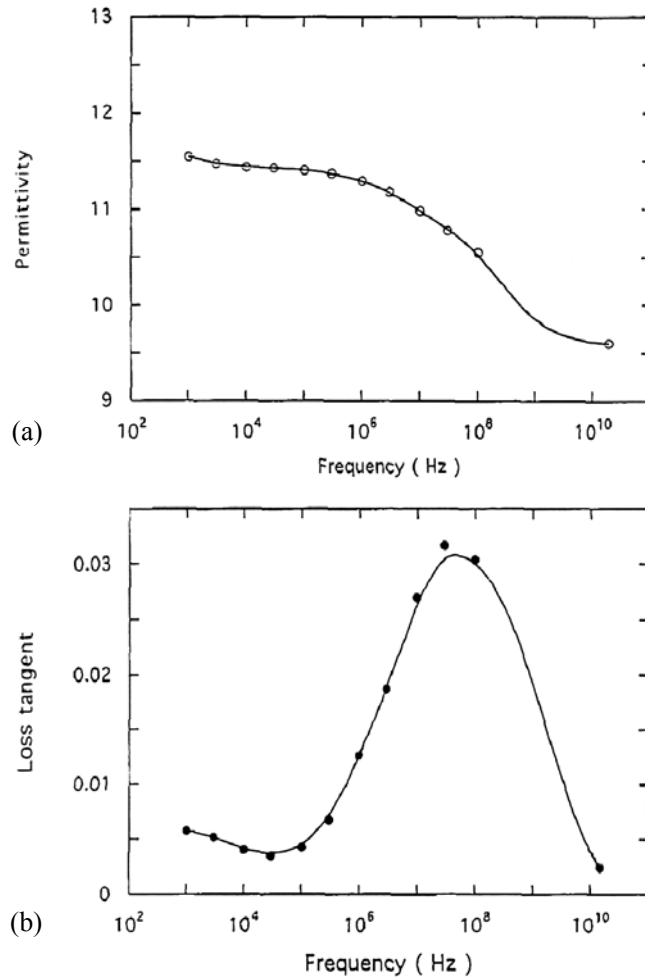 13
12
11
10
9
Permittivity
10² 10⁴ 10⁶ 10⁸ 10¹⁰
(a)
Frequency ( Hz )
0.03
0.02
0.01
0
Loss tangent
10² 10⁴ 10⁶ 10⁸ 10¹⁰
(b)
Frequency ( Hz )